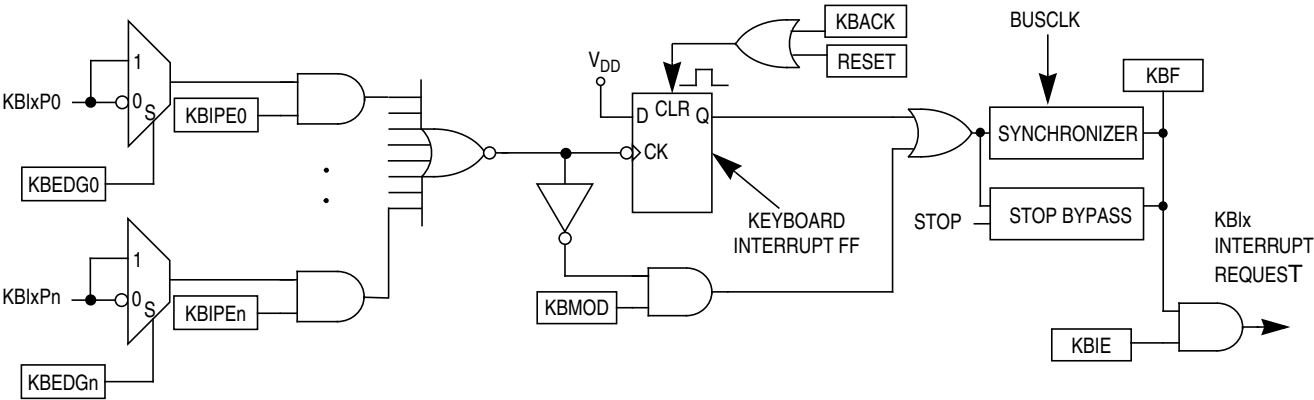 KBIxP0
1
0
S
KBEDG0
KBIPE0
KBIxPn
1
0
S
KBEDGn
KBIPEn
VDD
D
CLR
Q
CK
KBACK
RESET
KEYBOARD
INTERRUPT FF
KBMOD
BUSCLK
SYNCHRONIZER
STOP
STOP BYPASS
KBF
KBIE
KBIx
INTERRUPT
REQUEST